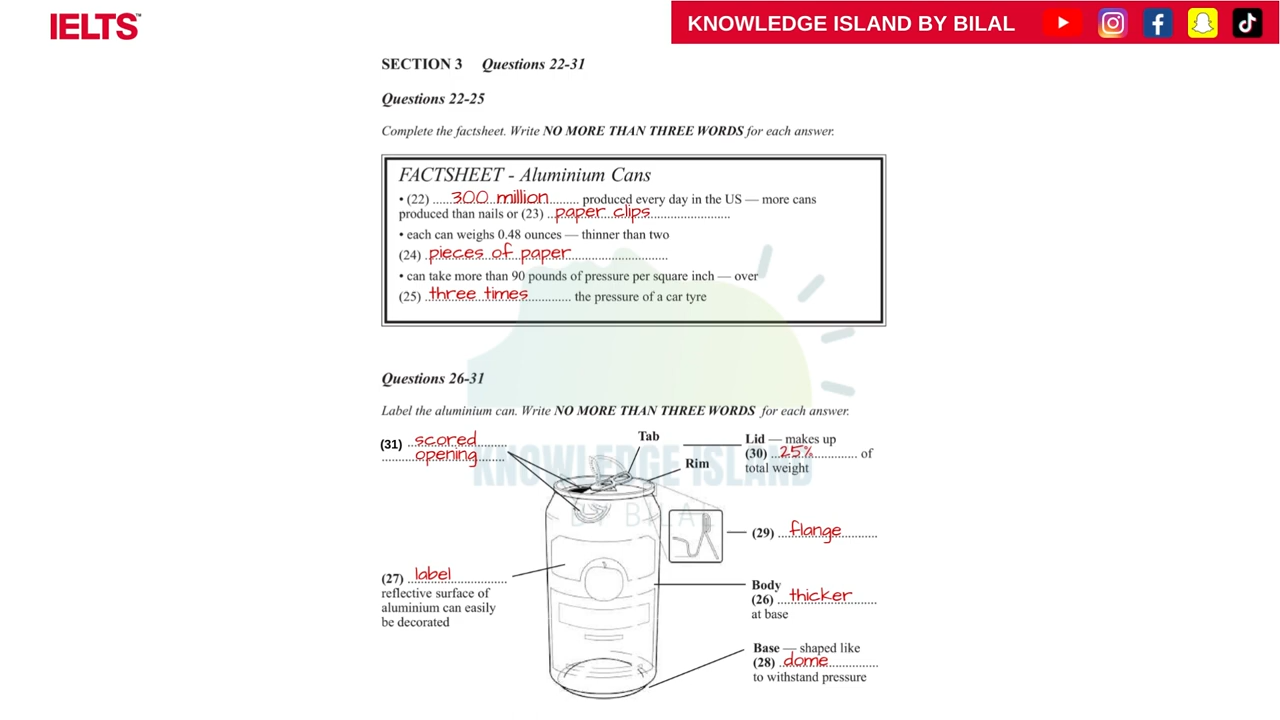 IELTS™
KNOWLEDGE ISLAND BY BILAL
SECTION 3 Questions 22-31
Questions 22-25
Complete the factsheet. Write NO MORE THAN THREE WORDS for each answer.
FACTSHEET - Aluminium Cans
• (22) ......300 million......... produced every day in the US — more cans
produced than nails or (23) ..paper clips........................
• each can weighs 0.48 ounces — thinner than two
(24) .pieces of paper.............................
• can take more than 90 pounds of pressure per square inch — over
(25) .three times............. the pressure of a car tyre
Questions 26-31
Label the aluminium can. Write NO MORE THAN THREE WORDS for each answer.
(31) ..scored.........
..........opening........
Tab
Rim
Lid — makes up
(30) ..25%............. of
total weight
KNOWLEDGE ISLAND
BY BILAL
(29) ...flange..........
(27) ..label...............
reflective surface of
aluminium can easily
be decorated
Body
(26) ...thicker.......
at base
Base — shaped like
(28) ..dome..............
to withstand pressure